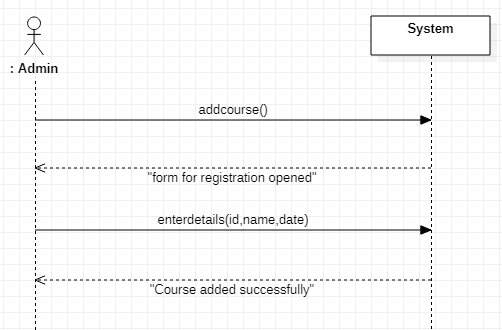 System
: Admin
addcourse()
"form for registration opened"
enterdetails(id,name,date)
"Course added successfully"